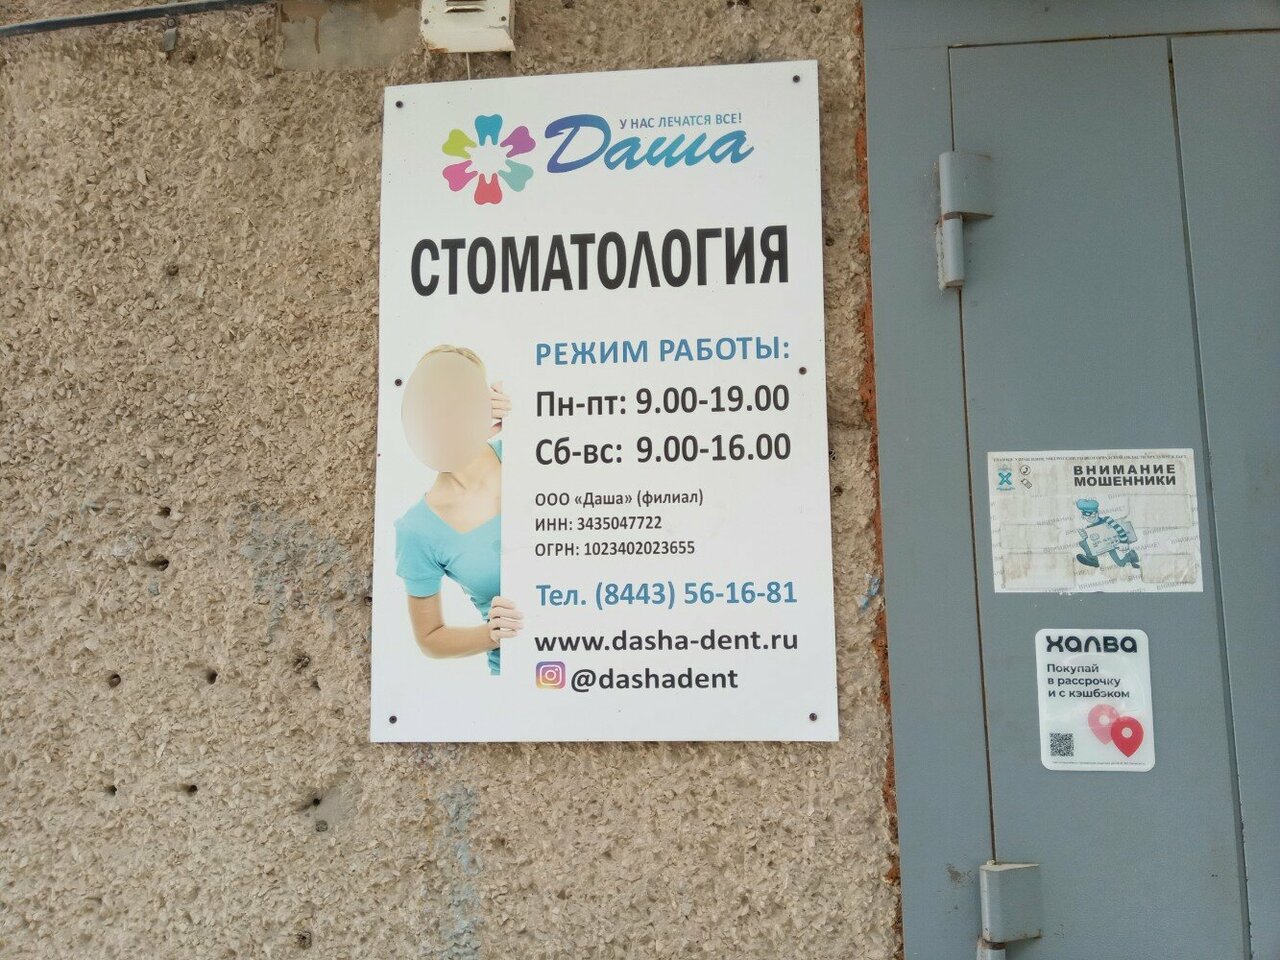 У НАС ЛЕЧАТСЯ ВСЕ!
Даша
СТОМАТОЛОГИЯ
РЕЖИМ РАБОТЫ:
Пн-пт: 9.00-19.00
Сб-вс: 9.00-16.00
ООО «Даша» (филиал)
ИНН: 3435047722
ОГРН: 1023402023655
Тел. (8443) 56-16-81
www.dasha-dent.ru
@dashadent
ВНИМАНИЕ
МОШЕННИКИ
ХАЛВА
Покупай
в рассрочку
и с кэшбэком